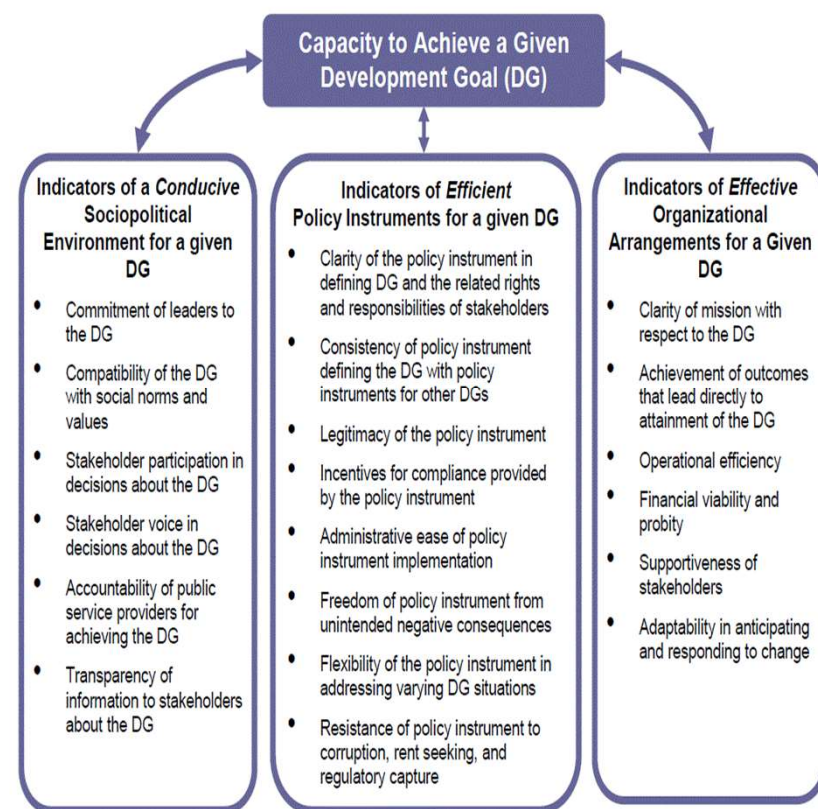 Capacity to Achieve a Given
Development Goal (DG)
Indicators of a Conducive
Sociopolitical
Environment for a given
DG
• Commitment of leaders to
the DG
• Compatibility of the DG
with social norms and
values
• Stakeholder participation in
decisions about the DG
• Stakeholder voice in
decisions about the DG
• Accountability of public
service providers for
achieving the DG
• Transparency of
information to stakeholders
about the DG
Indicators of Efficient
Policy Instruments for a given DG
• Clarity of the policy instrument in
defining DG and the related rights
and responsibilities of stakeholders
• Consistency of policy instrument
defining the DG with policy
instruments for other DGs
• Legitimacy of the policy instrument
• Incentives for compliance provided
by the policy instrument
• Administrative ease of policy
instrument implementation
• Freedom of policy instrument from
unintended negative consequences
• Flexibility of the policy instrument in
addressing varying DG situations
• Resistance of policy instrument to
corruption, rent seeking, and
regulatory capture
Indicators of Effective
Organizational
Arrangements for a Given
DG
• Clarity of mission with
respect to the DG
• Achievement of outcomes
that lead directly to
attainment of the DG
• Operational efficiency
• Financial viability and
probity
• Supportiveness of
stakeholders
• Adaptability in anticipating
and responding to change